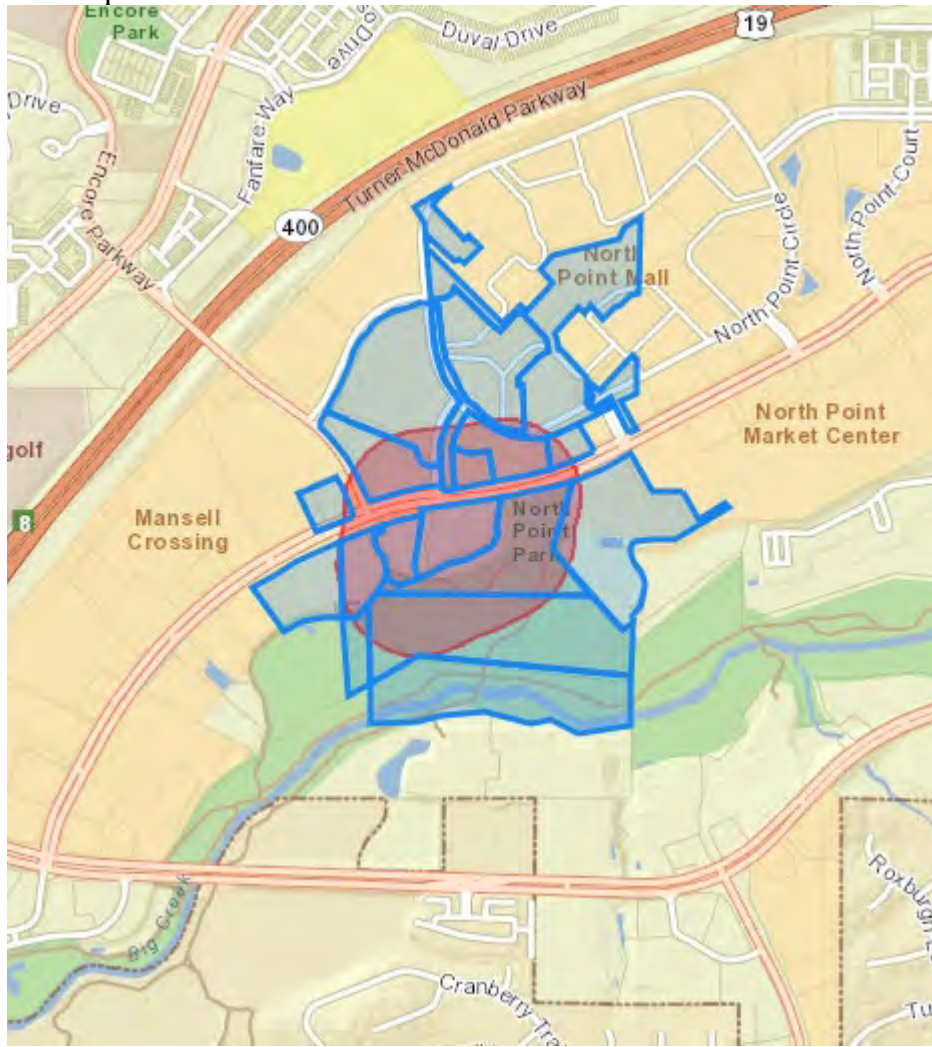 Encore
Park
Duval Drive
19
Drive
Fanfare Way
Turner McDonald Parkway
400
Encore Parkway
North
Point Mall
North Point Circle
North Point Court
North Point
Market Center
golf
8
Mansell
Crossing
North
Point
Park
Big Creek
Roxburgh
Cranberry Tra
Tu